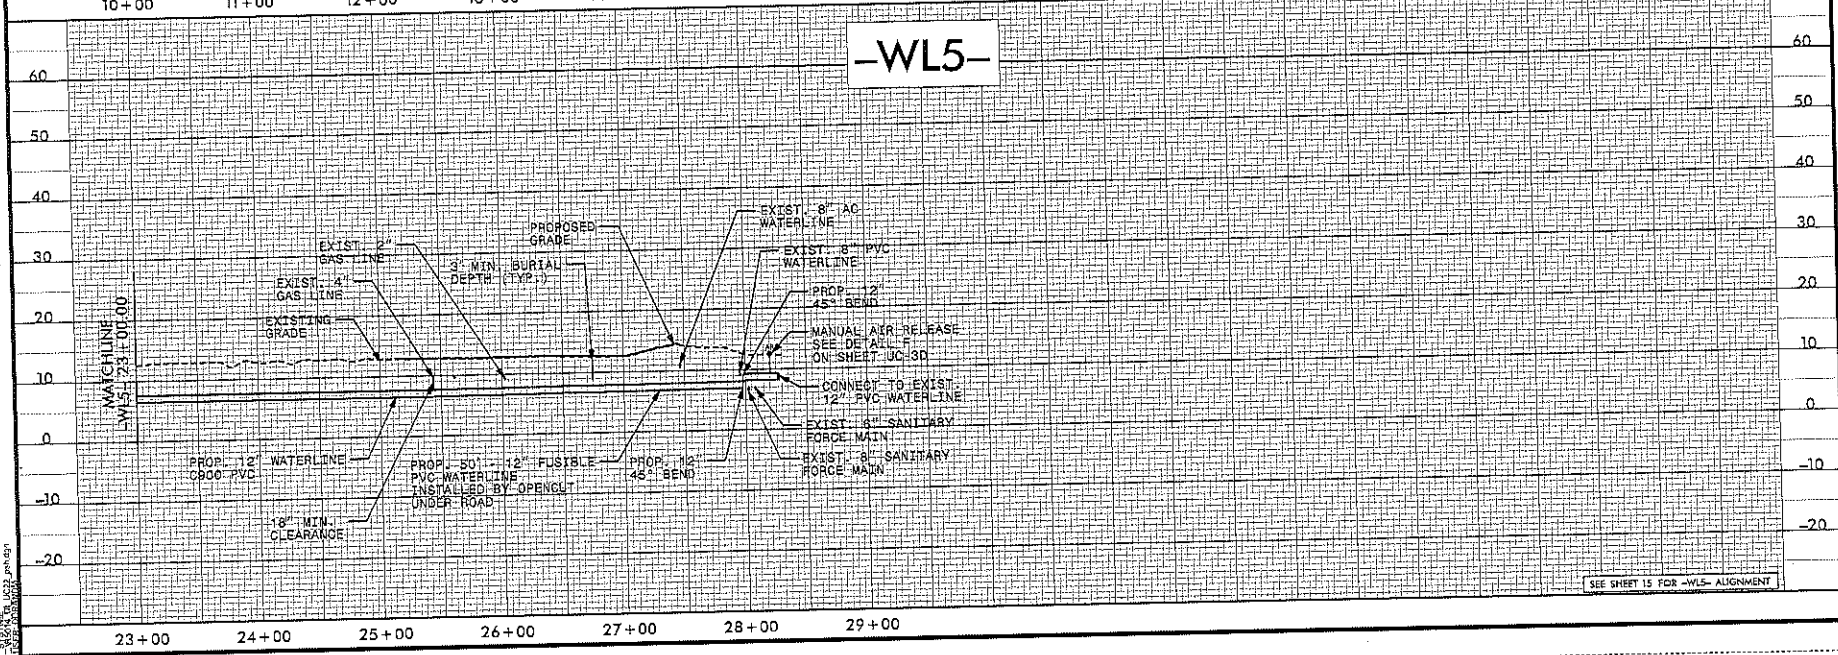 10+00 11+00 12+00
-WL5-
60 60
50 50
40 40
30 30
20 20
10 10
0 0
-10 -10
-20 -20
MATCHLINE
-WL5- 23+00.00
EXIST. 8" AC
WATERLINE
PROPOSED
GRADE
EXIST. 2"
GAS LINE
EXIST. 8" PVC
WATERLINE
3' MIN. BURIAL
DEPTH (TYP.)
EXIST. 4"
GAS LINE
PROP. 12"
45° BEND
EXISTING
GRADE
MANUAL AIR RELEASE
SEE DETAIL F
ON SHEET UC-3D
CONNECT TO EXIST.
12" PVC WATERLINE
EXIST. 6" SANITARY
FORCE MAIN
PROP. 12" WATERLINE
C900 PVC
PROP. 50' - 12" FUSIBLE
PVC WATERLINE
INSTALLED BY OPENCUT
UNDER ROAD
PROP. 12"
45° BEND
EXIST. 8" SANITARY
FORCE MAIN
18" MIN.
CLEARANCE
SEE SHEET 15 FOR -WL5- ALIGNMENT
23+00 24+00 25+00 26+00 27+00 28+00 29+00